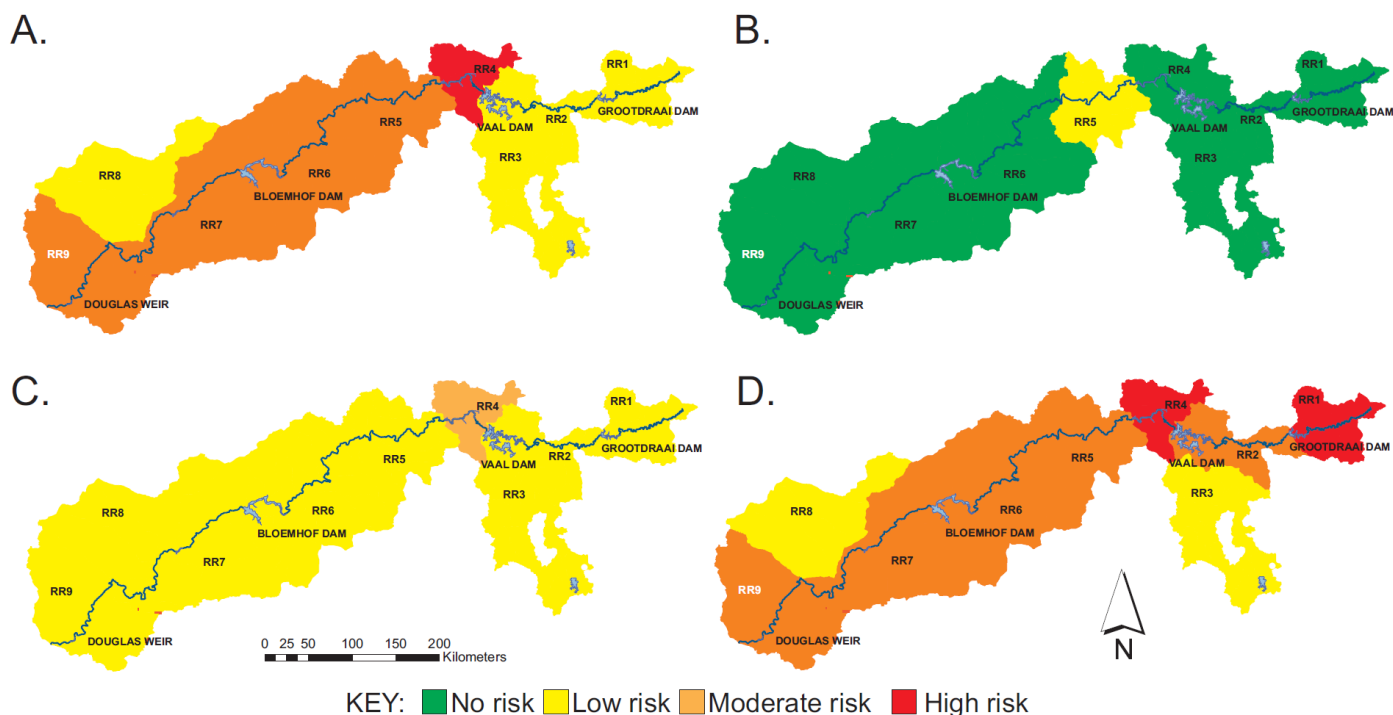 A.
RR4
RR1
GROOTDRAAI DAM
VAAL DAM
RR2
RR5
RR3
RR8
RR6
BLOEMHOF DAM
RR7
RR9
DOUGLAS WEIR
B.
RR4
RR1
GROOTDRAAI DAM
VAAL DAM
RR2
RR5
RR3
RR8
RR6
BLOEMHOF DAM
RR7
RR9
DOUGLAS WEIR
C.
RR4
RR1
GROOTDRAAI DAM
VAAL DAM
RR2
RR5
RR3
RR8
RR6
BLOEMHOF DAM
RR7
RR9
DOUGLAS WEIR
0 25 50 100 150 200
Kilometers
D.
RR4
RR1
GROOTDRAAI DAM
VAAL DAM
RR2
RR5
RR3
RR8
RR6
BLOEMHOF DAM
RR7
RR9
DOUGLAS WEIR
N
KEY: No risk Low risk Moderate risk High risk